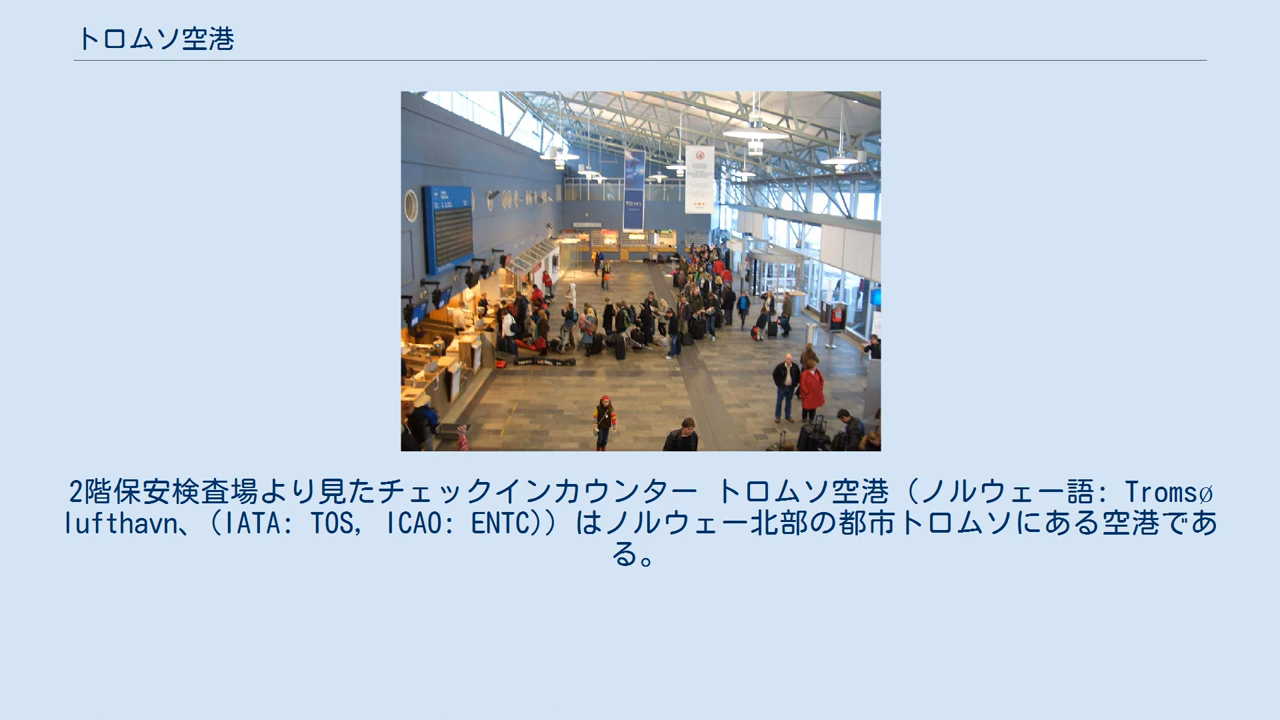 トロムソ空港
2階保安検査場より見たチェックインカウンター トロムソ空港（ノルウェー語: Tromsø
lufthavn、（IATA: TOS, ICAO: ENTC)）はノルウェー北部の都市トロムソにある空港であ
る。